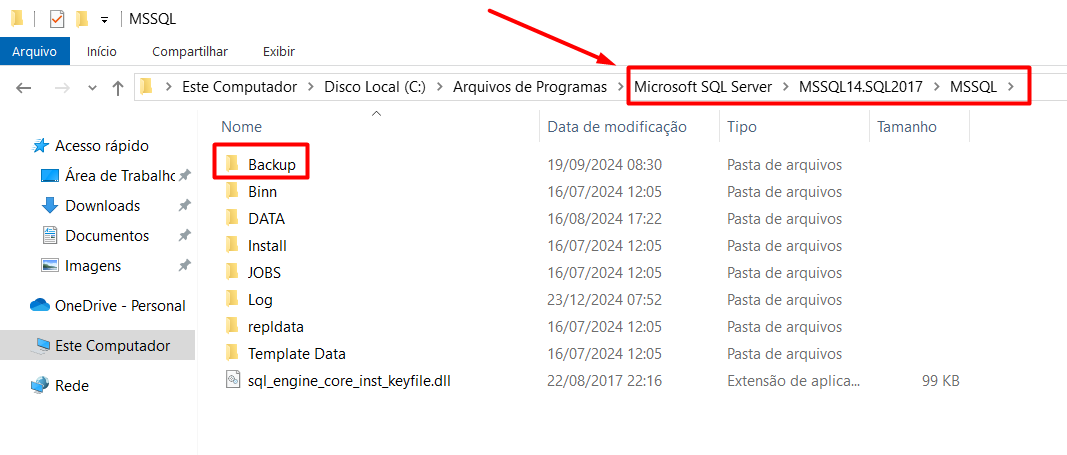 MSSQL
Arquivo Início Compartilhar Exibir
Este Computador Disco Local (C:) Arquivos de Programas Microsoft SQL Server MSSQL14.SQL2017 MSSQL
Nome Data de modificação Tipo Tamanho
Acesso rápido
Área de Trabalho
Downloads
Documentos
Imagens
OneDrive - Personal
Este Computador
Rede
Backup 19/09/2024 08:30 Pasta de arquivos
Binn 16/07/2024 12:05 Pasta de arquivos
DATA 16/08/2024 17:22 Pasta de arquivos
Install 16/07/2024 12:05 Pasta de arquivos
JOBS 16/07/2024 12:05 Pasta de arquivos
Log 23/12/2024 07:52 Pasta de arquivos
repldata 16/07/2024 12:05 Pasta de arquivos
Template Data 16/07/2024 12:05 Pasta de arquivos
sql_engine_core_inst_keyfile.dll 22/08/2017 22:16 Extensão de aplica... 99 KB